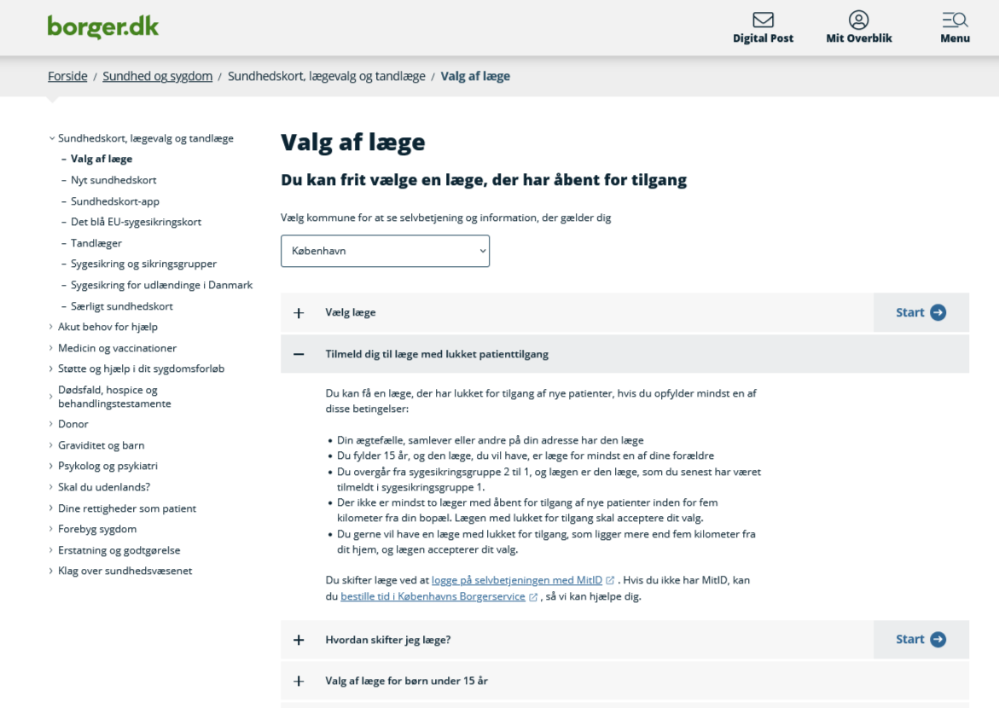 borger.dk
Digital Post
Mit Overblik
Menu
Forside / Sundhed og sygdom / Sundhedskort, lægevalg og tandlæge / Valg af læge
Sundhedskort, lægevalg og tandlæge
– Valg af læge
– Nyt sundhedskort
– Sundhedskort-app
– Det blå EU-sygesikringskort
– Tandlæger
– Sygesikring og sikringsgrupper
– Sygesikring for udlændinge i Danmark
– Særligt sundhedskort
Akut behov for hjælp
Medicin og vaccinationer
Støtte og hjælp i dit sygdomsforløb
Dødsfald, hospice og
behandlingstestamente
Donor
Graviditet og barn
Psykolog og psykiatri
Skal du udenlands?
Dine rettigheder som patient
Forebyg sygdom
Erstatning og godtgørelse
Klag over sundhedsvæsenet
Valg af læge
Du kan frit vælge en læge, der har åbent for tilgang
Vælg kommune for at se selvbetjening og information, der gælder dig
København
Vælg læge
Start
Tilmeld dig til læge med lukket patienttilgang
Du kan få en læge, der har lukket for tilgang af nye patienter, hvis du opfylder mindst en af
disse betingelser:
• Din ægtefælle, samlever eller andre på din adresse har den læge
• Du fylder 15 år, og den læge, du vil have, er læge for mindst en af dine forældre
• Du overgår fra sygesikringsgruppe 2 til 1, og lægen er den læge, som du senest har været
tilmeldt i sygesikringsgruppe 1.
• Der ikke er mindst to læger med åbent for tilgang af nye patienter inden for fem
kilometer fra din bopæl. Lægen med lukket for tilgang skal acceptere dit valg.
• Du gerne vil have en læge med lukket for tilgang, som ligger mere end fem kilometer fra
dit hjem, og lægen accepterer dit valg.
Du skifter læge ved at logge på selvbetjeningen med MitID . Hvis du ikke har MitID, kan
du bestille tid i Københavns Borgerservice , så vi kan hjælpe dig.
Hvordan skifter jeg læge?
Start
Valg af læge for børn under 15 år